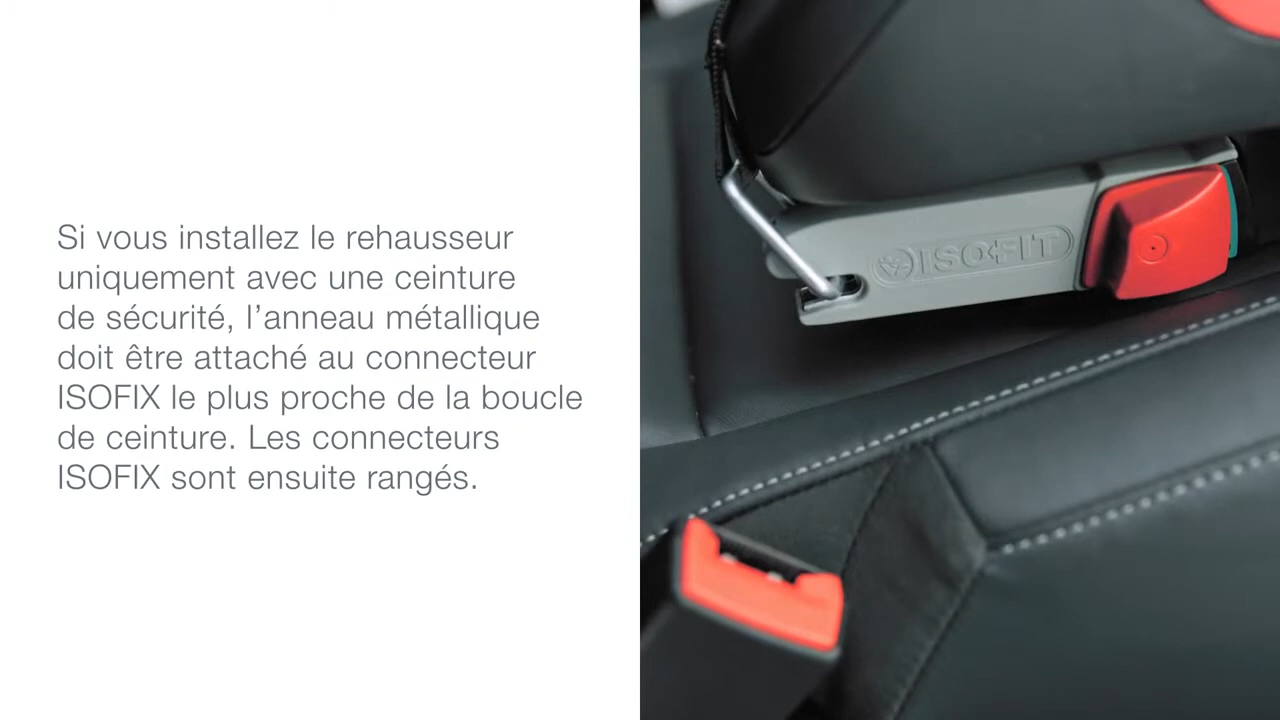 Si vous installez le rehausseur
uniquement avec une ceinture
de sécurité, l’anneau métallique
doit être attaché au connecteur
ISOFIX le plus proche de la boucle
de ceinture. Les connecteurs
ISOFIX sont ensuite rangés.
ISOFIT